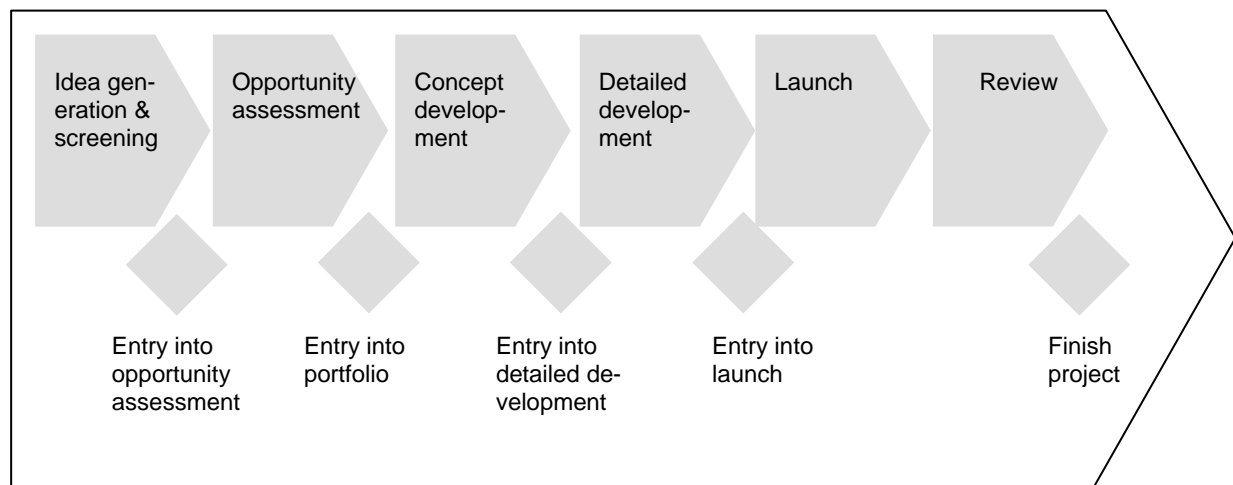 Idea gen-
eration &
screening
Opportunity
assessment
Concept
develop-
ment
Detailed
develop-
ment
Launch
Review
Entry into
opportunity
assessment
Entry into
portfolio
Entry into
detailed de-
velopment
Entry into
launch
Finish
project